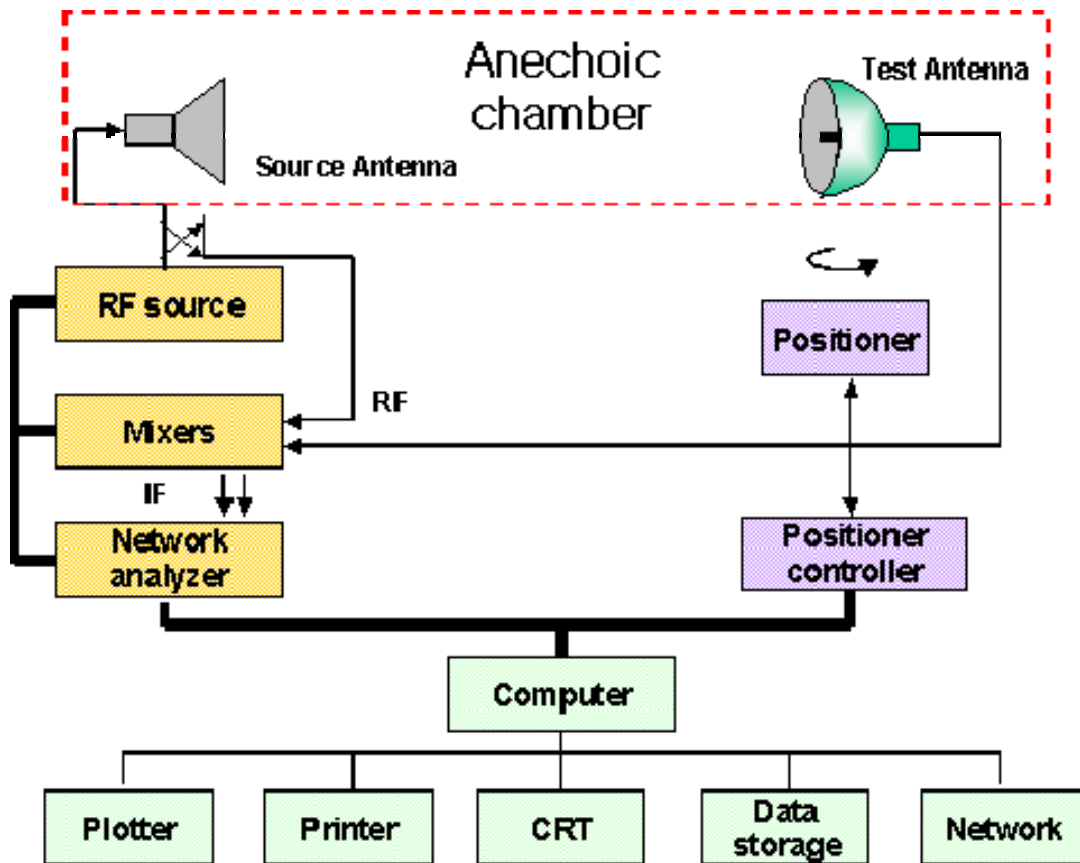 Anechoic
chamber
Test Antenna
Source Antenna
RF source
Positioner
RF
Mixers
IF
Network
analyzer
Positioner
controller
Computer
Plotter
Printer
CRT
Data
storage
Network